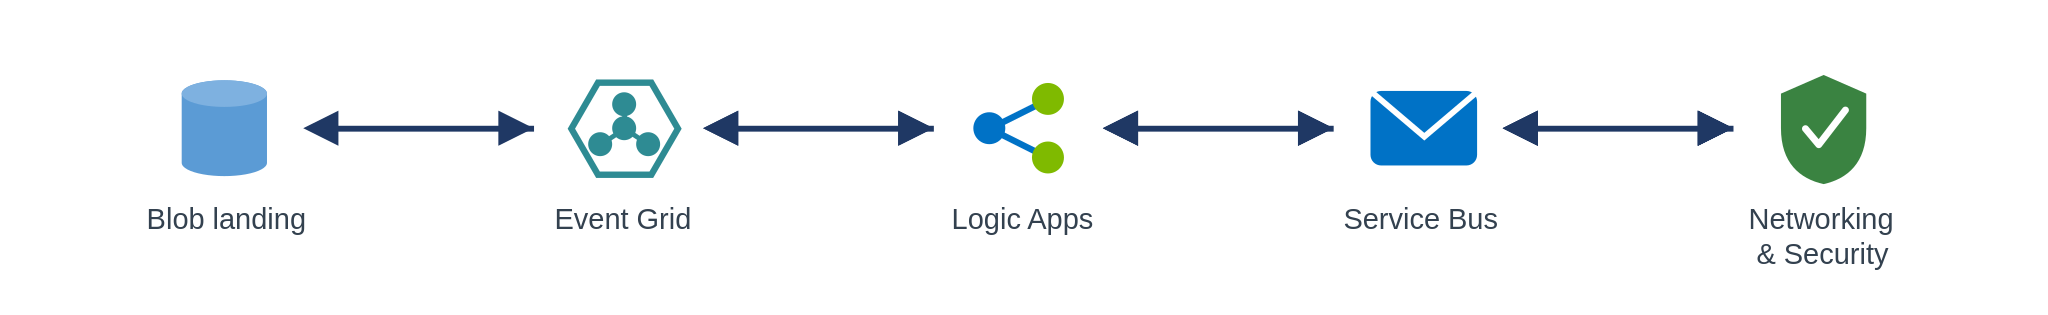 Blob landing
Event Grid
Logic Apps
Service Bus
Networking
& Security